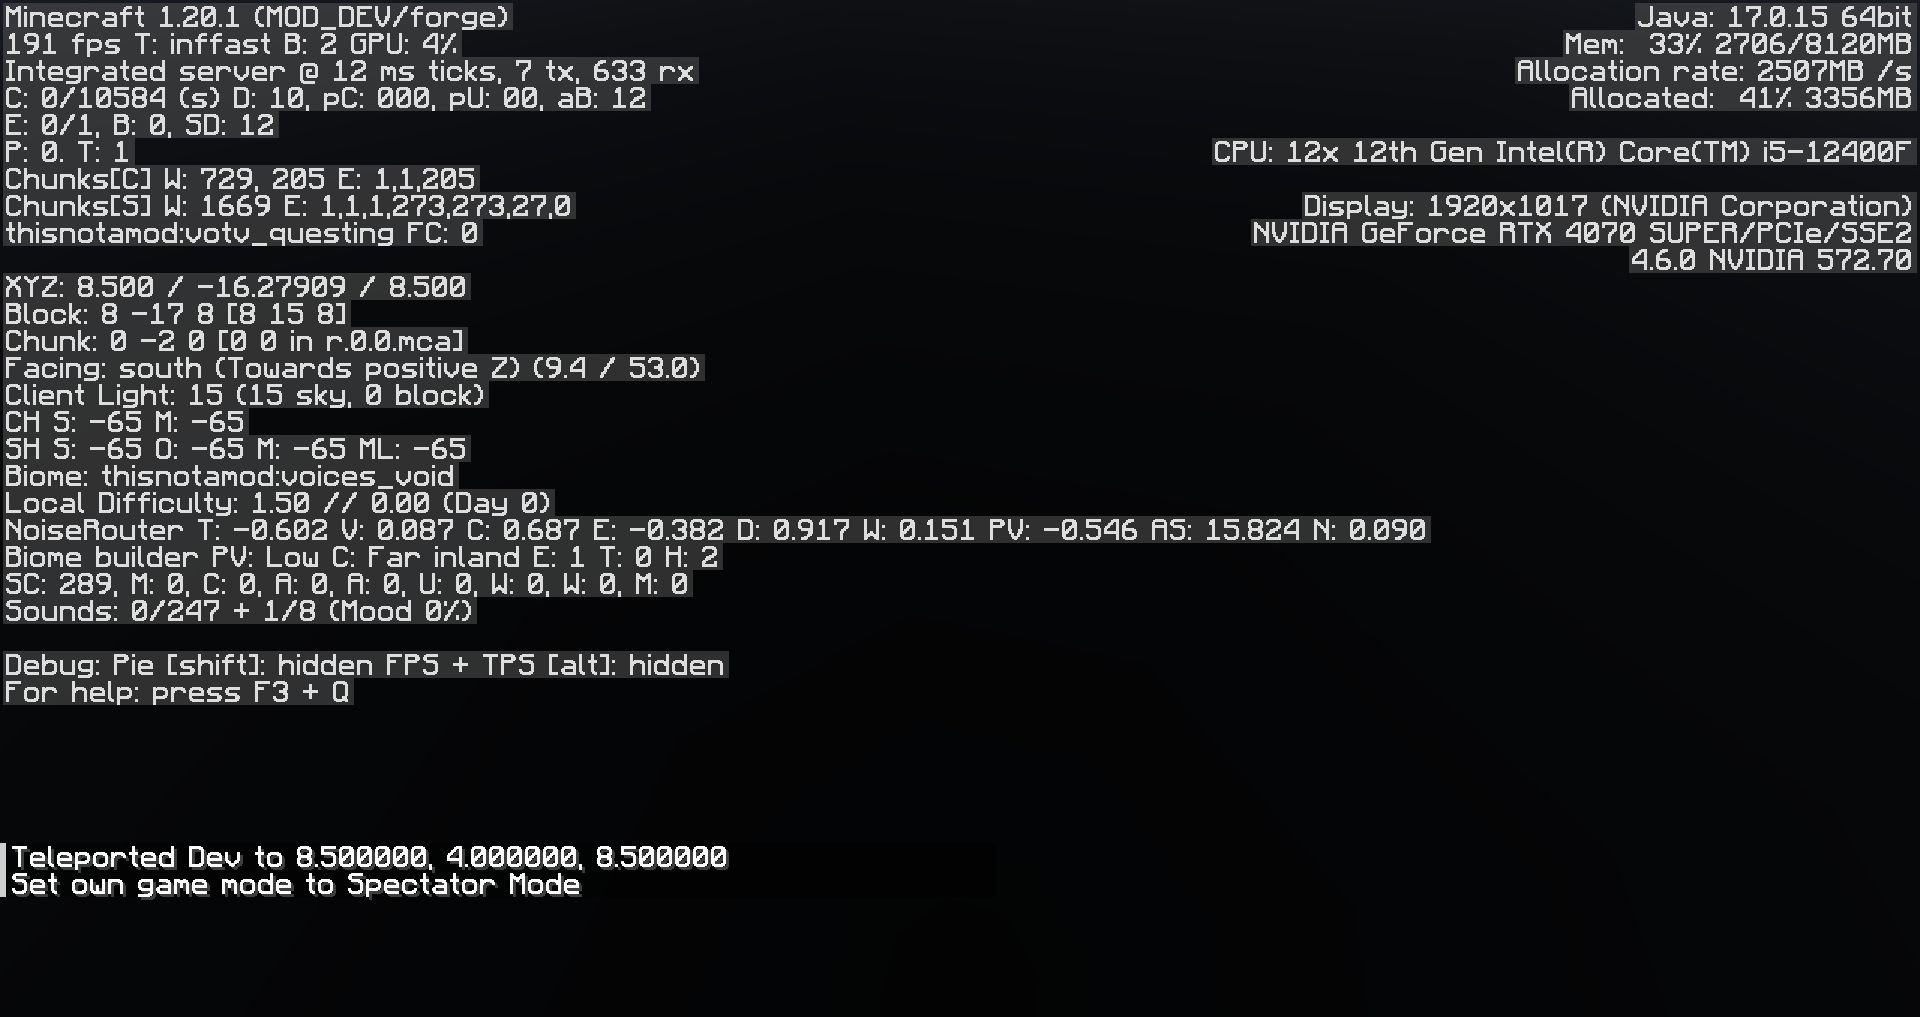 Minecraft 1.20.1 (MOD_DEV/forge)
191 fps T: inffast B: 2 GPU: 4%
Integrated server @ 12 ms ticks, 7 tx, 633 rx
C: 0/10584 (s) D: 10, pC: 000, pU: 00, aB: 12
E: 0/1, B: 0, SD: 12
P: 0. T: 1
Chunks[C] W: 729, 205 E: 1,1,205
Chunks[S] W: 1669 E: 1,1,1,273,273,27,0
thisnotamod:votv_questing FC: 0
XYZ: 8.500 / -16.27909 / 8.500
Block: 8 -17 8 [8 15 8]
Chunk: 0 -2 0 [0 0 in r.0.0.mca]
Facing: south (Towards positive Z) (9.4 / 53.0)
Client Light: 15 (15 sky, 0 block)
CH S: -65 M: -65
SH S: -65 O: -65 M: -65 ML: -65
Biome: thisnotamod:voices_void
Local Difficulty: 1.50 // 0.00 (Day 0)
NoiseRouter T: -0.602 V: 0.087 C: 0.687 E: -0.382 D: 0.917 W: 0.151 PV: -0.546 AS: 15.824 N: 0.090
Biome builder PV: Low C: Far inland E: 1 T: 0 H: 2
SC: 289, M: 0, C: 0, A: 0, A: 0, U: 0, W: 0, W: 0, M: 0
Sounds: 0/247 + 1/8 (Mood 0%)
Debug: Pie [shift]: hidden FPS + TPS [alt]: hidden
For help: press F3 + Q
Java: 17.0.15 64bit
Mem: 33% 2706/8120MB
Allocation rate: 2507MB /s
Allocated: 41% 3356MB
CPU: 12x 12th Gen Intel(R) Core(TM) i5-12400F
Display: 1920x1017 (NVIDIA Corporation)
NVIDIA GeForce RTX 4070 SUPER/PCIe/SSE2
4.6.0 NVIDIA 572.70
Teleported Dev to 8.500000, 4.000000, 8.500000
Set own game mode to Spectator Mode